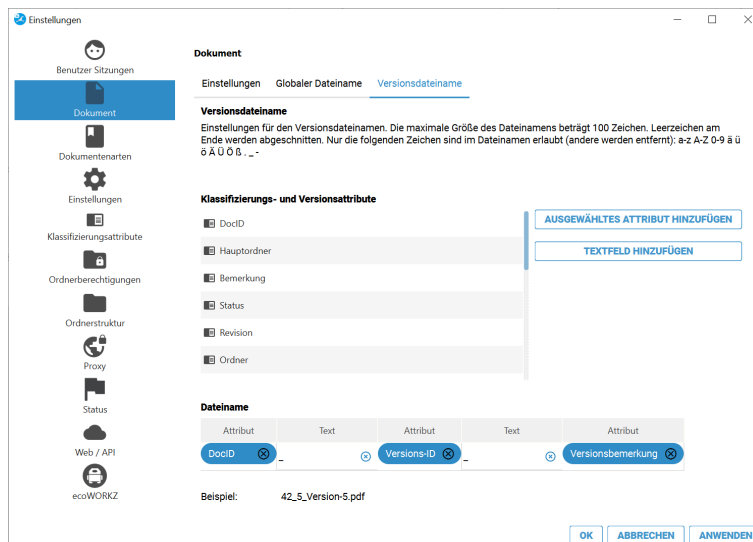 Einstellungen
Benutzer Sitzungen
Dokument
Dokumentenarten
Einstellungen
Klassifizierungsattribute
Ordnerberechtigungen
Ordnerstruktur
Proxy
Status
Web / API
ecoWORKZ
Dokument
Einstellungen Globaler Dateiname Versionsdateiname
Versionsdateiname
Einstellungen für den Versionsdateinamen. Die maximale Größe des Dateinamens beträgt 100 Zeichen. Leerzeichen am
Ende werden abgeschnitten. Nur die folgenden Zeichen sind im Dateinamen erlaubt (andere werden entfernt): a-z A-Z 0-9 ä ü
ö Ä Ü Ö ß . _ -
Klassifizierungs- und Versionsattribute
DocID
Hauptordner
Bemerkung
Status
Revision
Ordner
AUSGEWÄHLTES ATTRIBUT HINZUFÜGEN
TEXTFELD HINZUFÜGEN
Dateiname
Attribut Text Attribut Text Attribut
DocID _ Versions-ID _ Versionsbemerkung
Beispiel: 42_5_Version-5.pdf
OK ABBRECHEN ANWENDEN